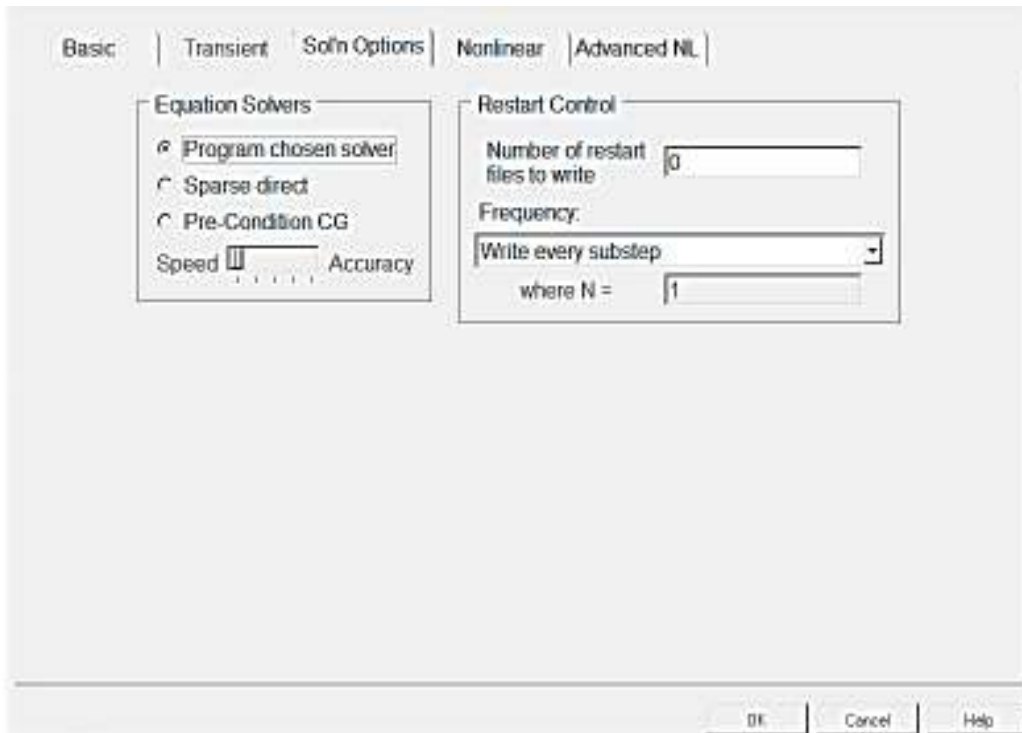 Basic Transient Sol'n Options Nonlinear Advanced NL
Equation Solvers
Program chosen solver
Sparse direct
Pre-Condition CG
Speed Accuracy
Restart Control
Number of restart
files to write
0
Frequency:
Write every substep
where N = 1
OK Cancel Help